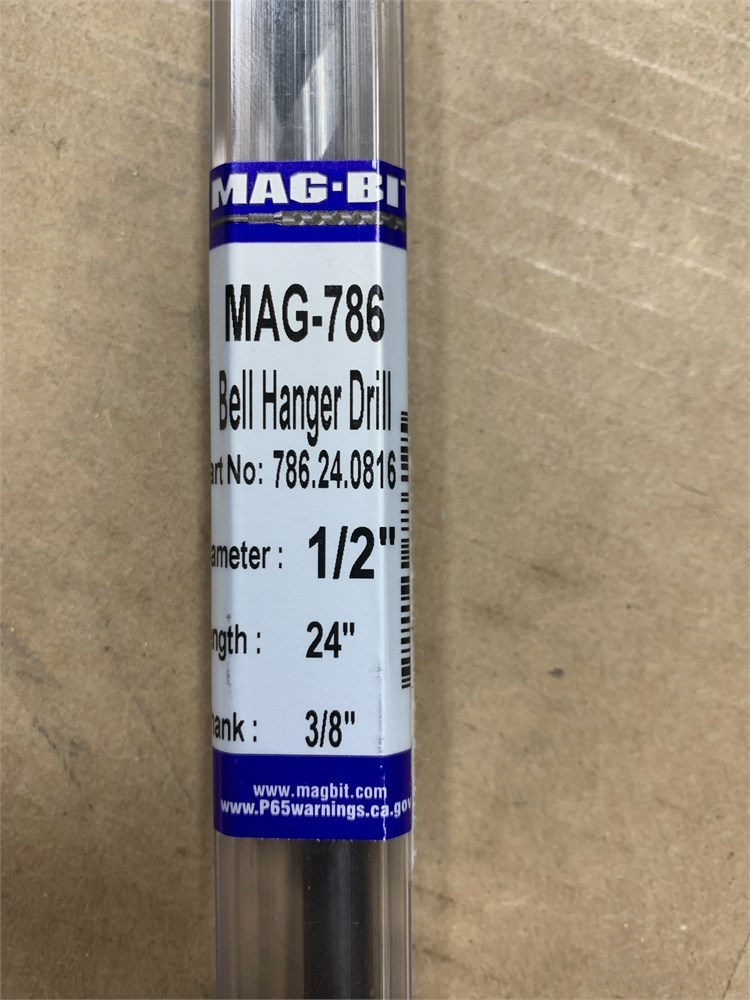 MAG·BIT
MAG-786
Bell Hanger Drill
art No: 786.24.0816
ameter : 1/2"
ngth : 24"
hank : 3/8"
www.magbit.com
www.P65warnings.ca.gov